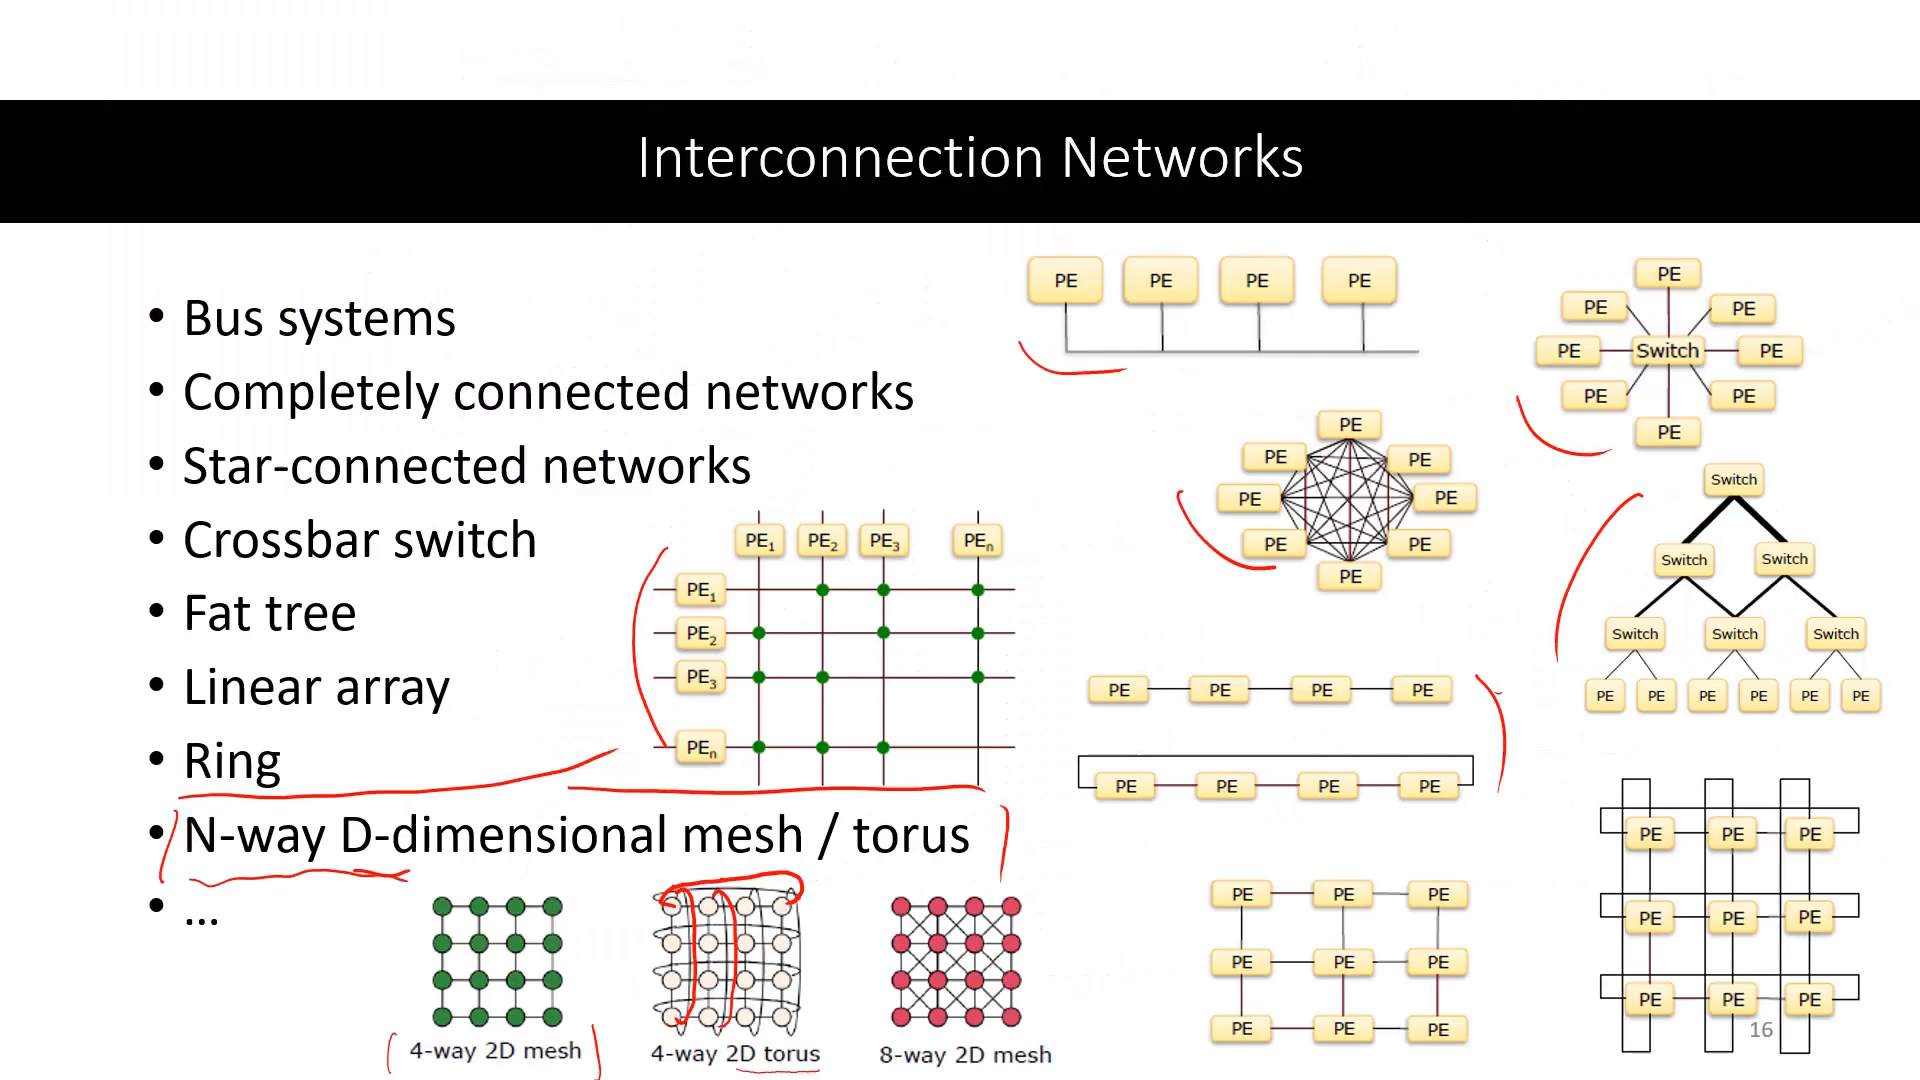 Interconnection Networks
• Bus systems
• Completely connected networks
• Star-connected networks
• Crossbar switch
• Fat tree
• Linear array
• Ring
• N-way D-dimensional mesh / torus
• ...
PE PE PE PE
PE
PE PE
PE Switch PE
PE PE
PE
PE
PE PE
PE PE
PE PE
PE
Switch
Switch Switch
Switch Switch Switch
PE PE PE PE PE PE
PE1 PE2 PE3 PEn
PE1
PE2
PE3
PEn
PE PE PE PE
PE PE PE PE
PE PE PE
PE PE PE
PE PE PE
PE PE PE
PE PE PE
PE PE PE
4-way 2D mesh
4-way 2D torus
8-way 2D mesh
16